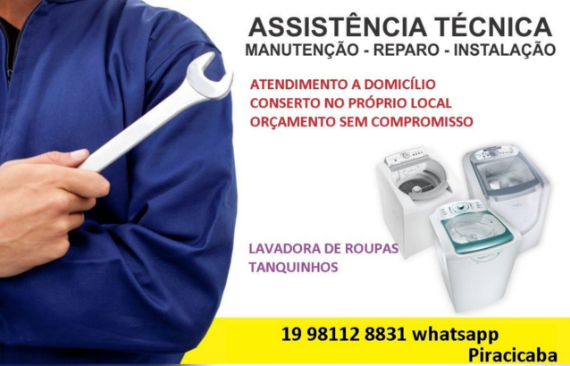 ASSISTÊNCIA TÉCNICA
MANUTENÇÃO - REPARO - INSTALAÇÃO
ATENDIMENTO A DOMICÍLIO
CONSERTO NO PRÓPRIO LOCAL
ORÇAMENTO SEM COMPROMISSO
LAVADORA DE ROUPAS
TANQUINHOS
19 98112 8831 whatsapp
Piracicaba